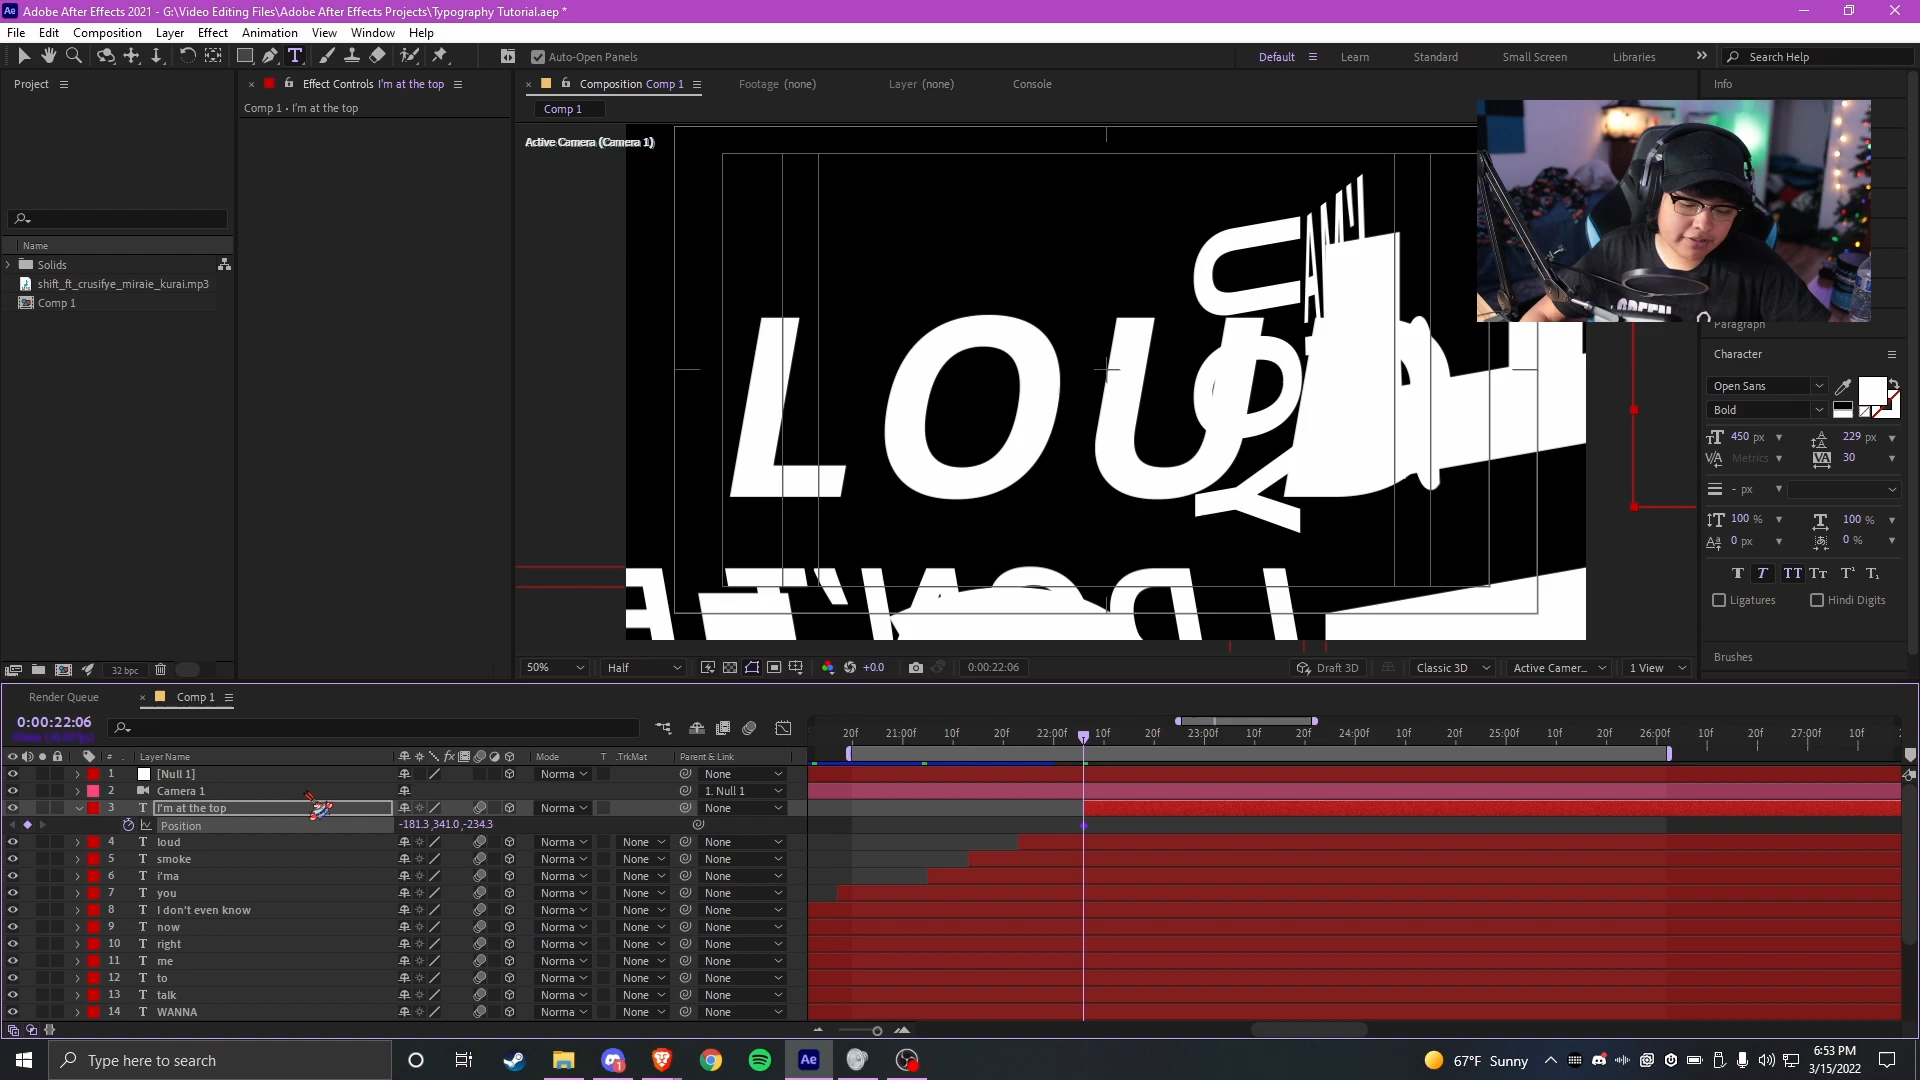 Adobe After Effects 2021 - G:\Video Editing Files\Adobe After Effects Projects\Typography Tutorial.aep *
File Edit Composition Layer Effect Animation View Window Help
Auto-Open Panels
Default Learn Standard Small Screen Libraries Search Help
Project
Effect Controls I'm at the top
Composition Comp 1
Footage (none)
Layer (none)
Console
Info
Comp 1 • I'm at the top
Comp 1
Active Camera (Camera 1)
LOUD
I DON'T
Name
Solids
shift_ft_crusifye_miraie_kurai.mp3
Comp 1
Paragraph
Character
Open Sans
Bold
450 px 229 px
Metrics 30
- px
100 % 100 %
0 px 0 %
Ligatures Hindi Digits
Brushes
32 bpc
50% Half +0.0 0:00:22:06 Draft 3D Classic 3D Active Camer... 1 View
Render Queue Comp 1
0:00:22:06
20f 21:00f 10f 20f 22:00f 10f 20f 23:00f 10f 20f 24:00f 10f 20f 25:00f 10f 20f 26:00f 10f 20f 27:00f 10f
# Layer Name Mode T .TrkMat Parent & Link
1 [Null 1] Norma None
2 Camera 1 1. Null 1
3 T I'm at the top Norma None
Position -181.3,341.0,-234.3
4 T loud Norma None None
5 T smoke Norma None None
6 T i'ma Norma None None
7 T you Norma None None
8 T I don't even know Norma None None
9 T now Norma None None
10 T right Norma None None
11 T me Norma None None
12 T to Norma None None
13 T talk Norma None None
14 T WANNA Norma None None
Type here to search
Ae
67°F Sunny
6:53 PM
3/15/2022